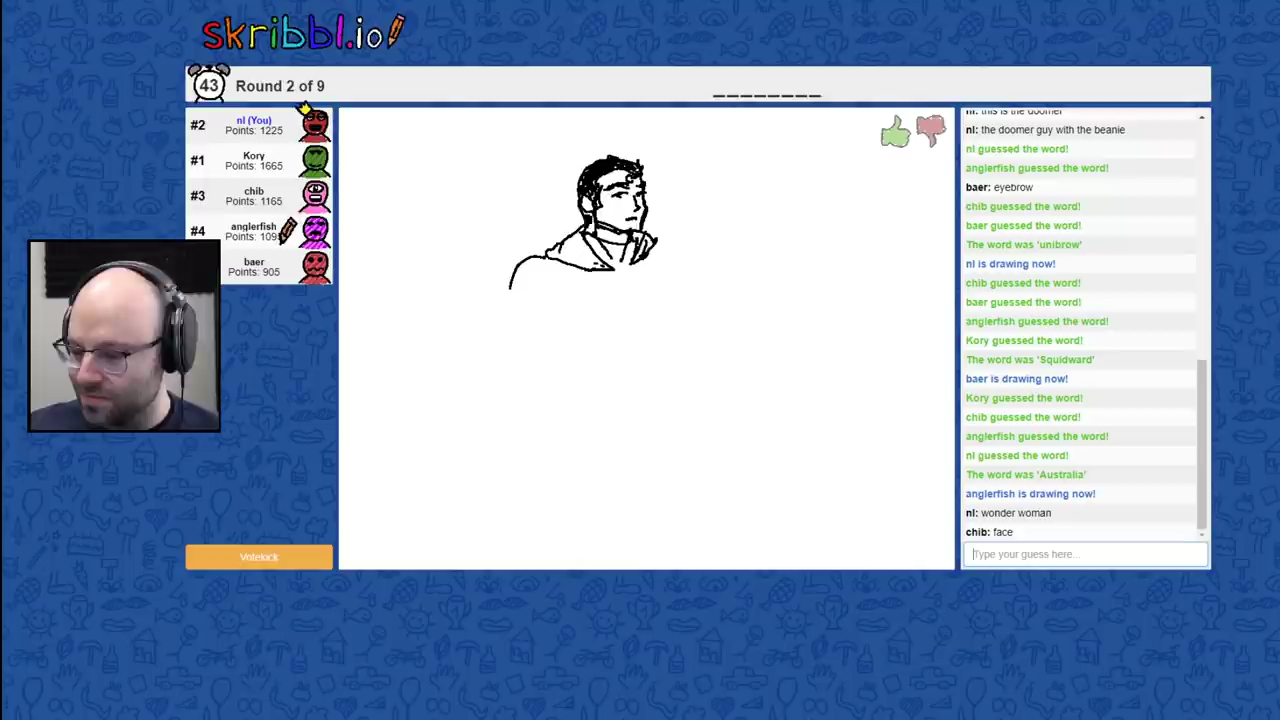 skribbl.io
43
Round 2 of 9
________
#2
nl (You)
Points: 1225
#1
Kory
Points: 1665
#3
chib
Points: 1165
#4
anglerfish
baer
Points: 905
Votekick
nl: this is the doomer
nl: the doomer guy with the beanie
nl guessed the word!
anglerfish guessed the word!
baer: eyebrow
chib guessed the word!
baer guessed the word!
The word was 'unibrow'
nl is drawing now!
chib guessed the word!
baer guessed the word!
anglerfish guessed the word!
Kory guessed the word!
The word was 'Squidward'
baer is drawing now!
Kory guessed the word!
chib guessed the word!
anglerfish guessed the word!
nl guessed the word!
The word was 'Australia'
anglerfish is drawing now!
nl: wonder woman
chib: face
Type your guess here...